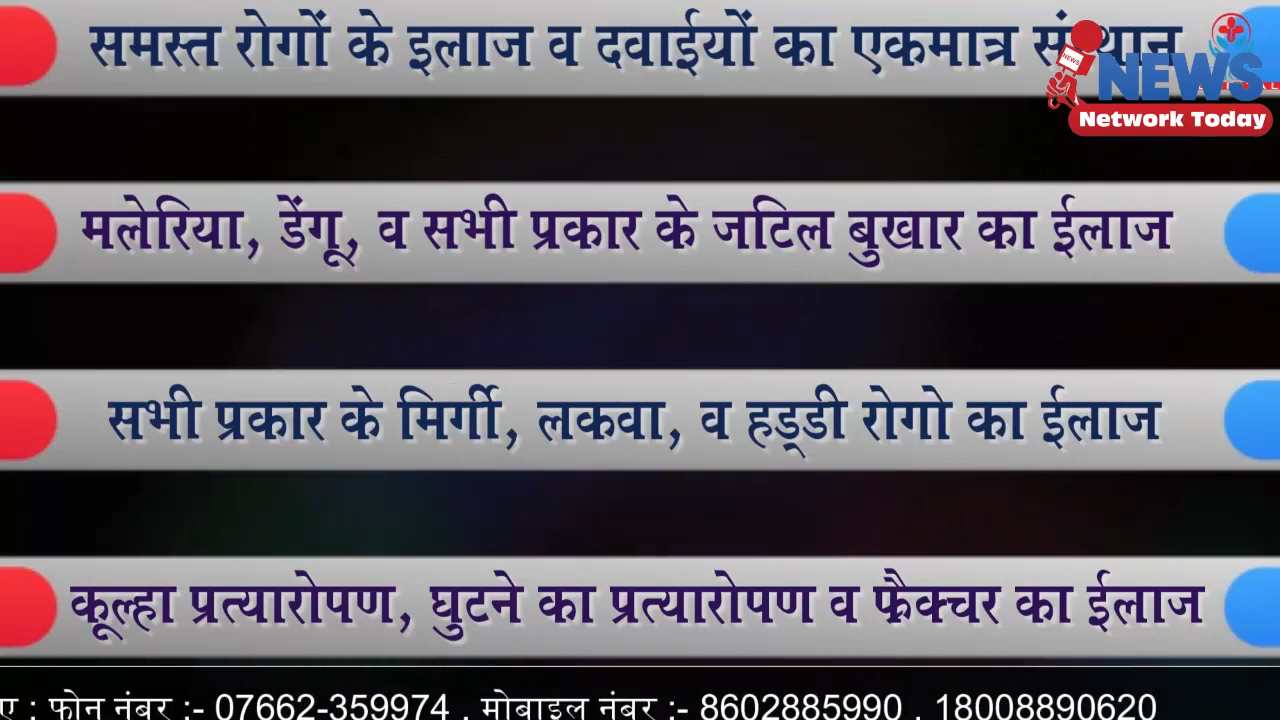 समस्त रोगों के इलाज व दवाईयों का एकमात्र संस्थान
NEWS
NEWS
Network Today
मलेरिया, डेंगू, व सभी प्रकार के जटिल बुखार का ईलाज
सभी प्रकार के मिर्गी, लकवा, व हड्डी रोगो का ईलाज
कूल्हा प्रत्यारोपण, घुटने का प्रत्यारोपण व फ्रैक्चर का ईलाज
ए : फोन नंबर :- 07662-359974 , मोबाइल नंबर :- 8602885990 , 18008890620